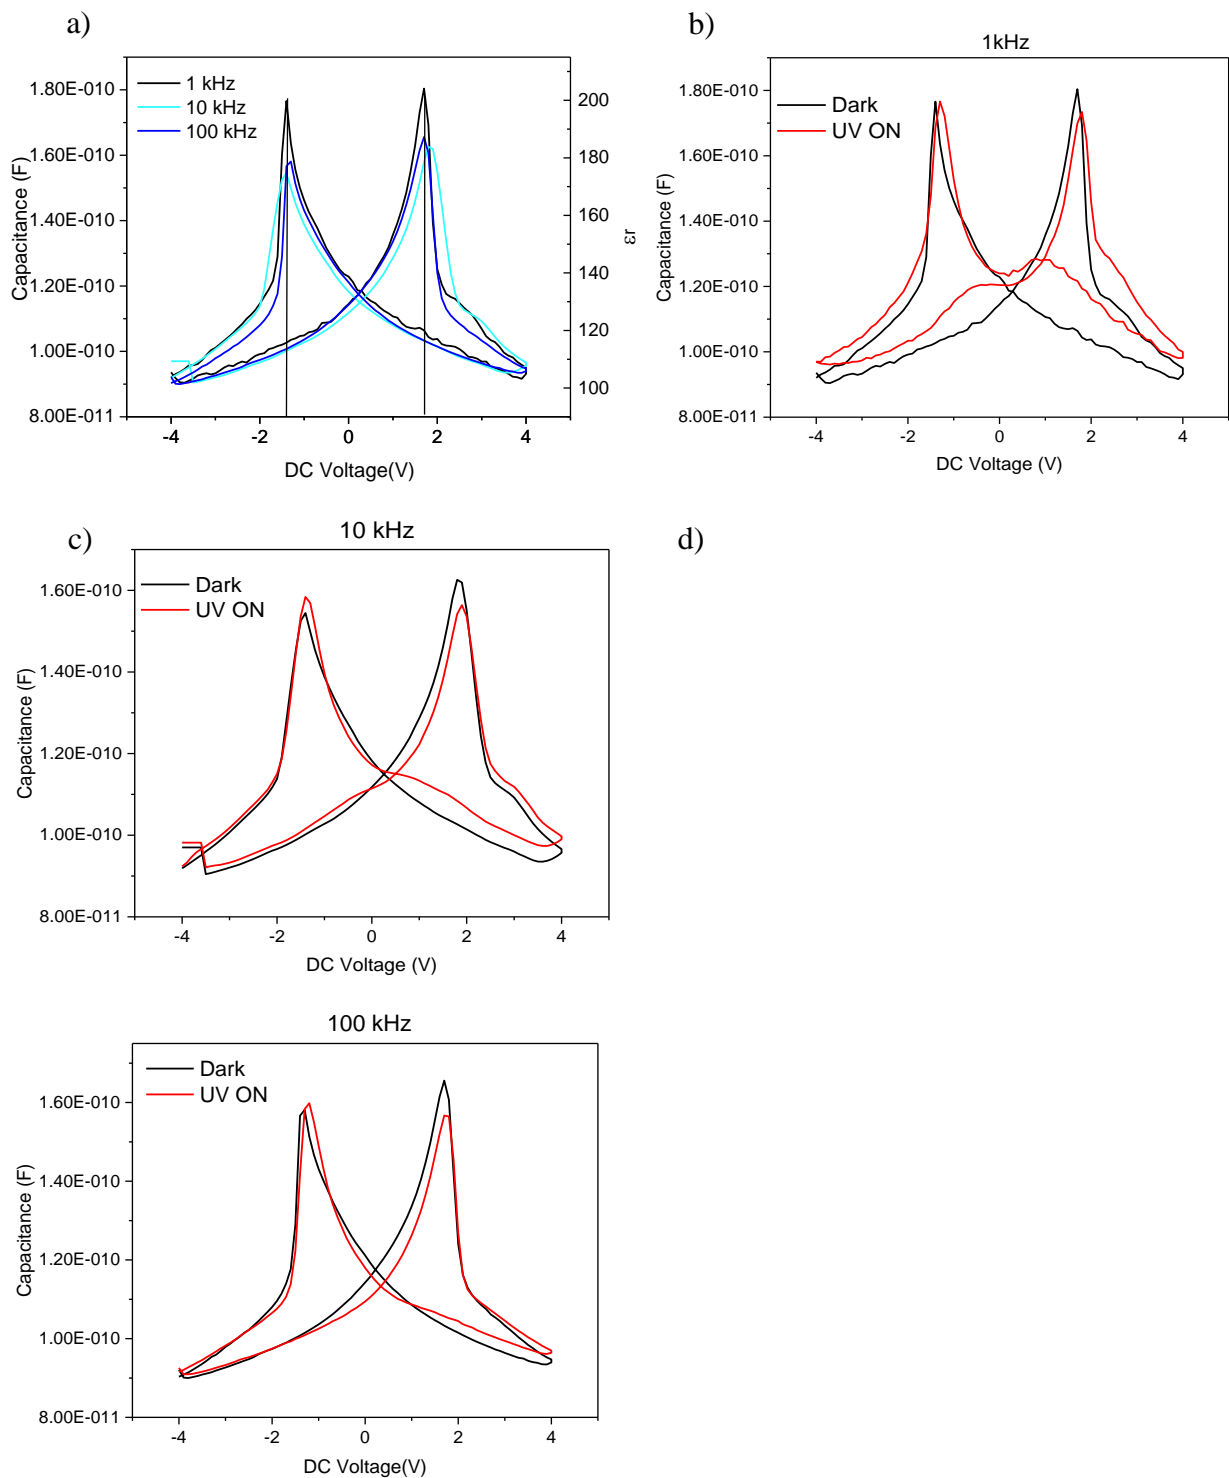 a)
1 kHz
10 kHz
100 kHz
1.80E-010
1.60E-010
1.40E-010
1.20E-010
1.00E-010
8.00E-011
Capacitance (F)
200
180
160
140
120
100
εr
-4 -2 0 2 4
DC Voltage(V)
b)
1kHz
Dark
UV ON
1.80E-010
1.60E-010
1.40E-010
1.20E-010
1.00E-010
8.00E-011
Capacitance (F)
-4 -2 0 2 4
DC Voltage (V)
c)
10 kHz
Dark
UV ON
1.60E-010
1.40E-010
1.20E-010
1.00E-010
8.00E-011
Capacitance (F)
-4 -2 0 2 4
DC Voltage (V)
d)
100 kHz
Dark
UV ON
1.60E-010
1.40E-010
1.20E-010
1.00E-010
8.00E-011
Capacitance (F)
-4 -2 0 2 4
DC Voltage(V)